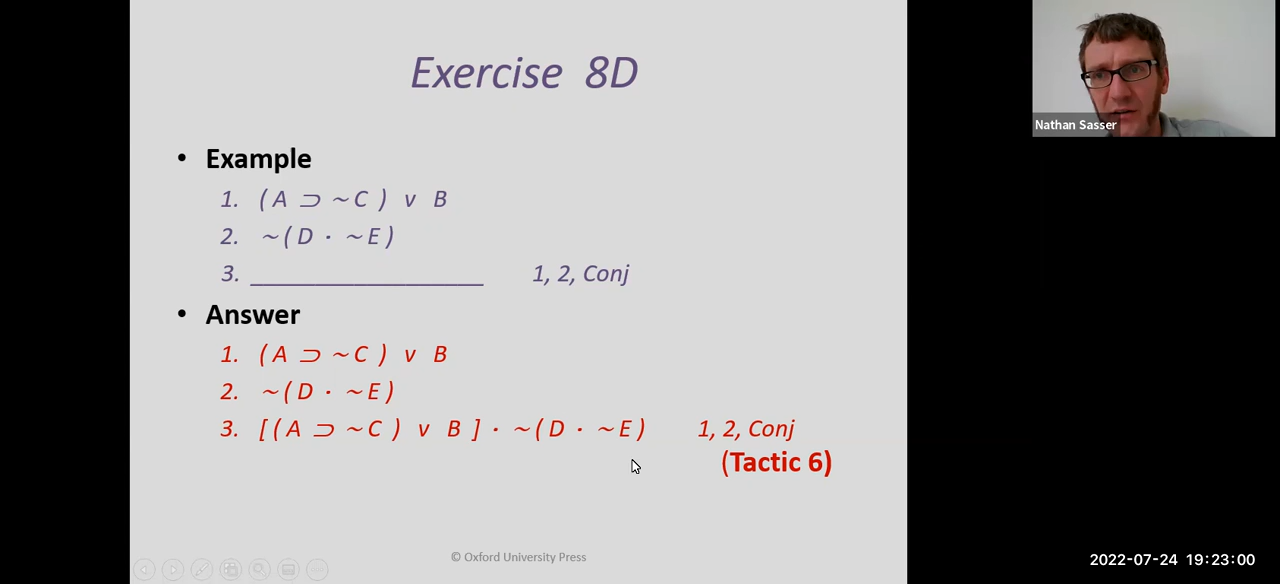 Exercise 8D
• Example
1. ( A ⊃ ~ C ) v B
2. ~ ( D · ~ E )
3. __________________ 1, 2, Conj
• Answer
1. ( A ⊃ ~ C ) v B
2. ~ ( D · ~ E )
3. [ ( A ⊃ ~ C ) v B ] · ~ ( D · ~ E ) 1, 2, Conj
(Tactic 6)
© Oxford University Press
Nathan Sasser
2022-07-24 19:23:00